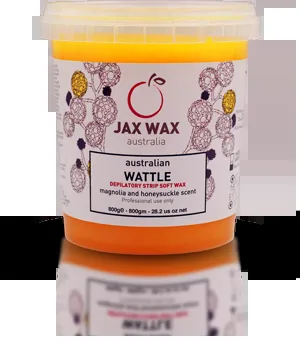 JAX WAX
australia
australian
WATTLE
DEPILATORY STRIP SOFT WAX
magnolia and honeysuckle scent
Professional use only
800g℮ - 800gm - 28.2 us oz net